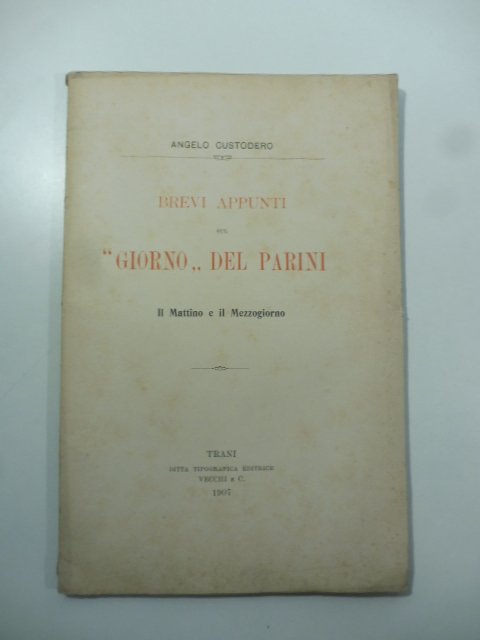 ANGELO CUSTODERO
BREVI APPUNTI
SUL
“GIORNO„ DEL PARINI
Il Mattino e il Mezzogiorno
TRANI
DITTA TIPOGRAFICA EDITRICE
VECCHI e C.
1907